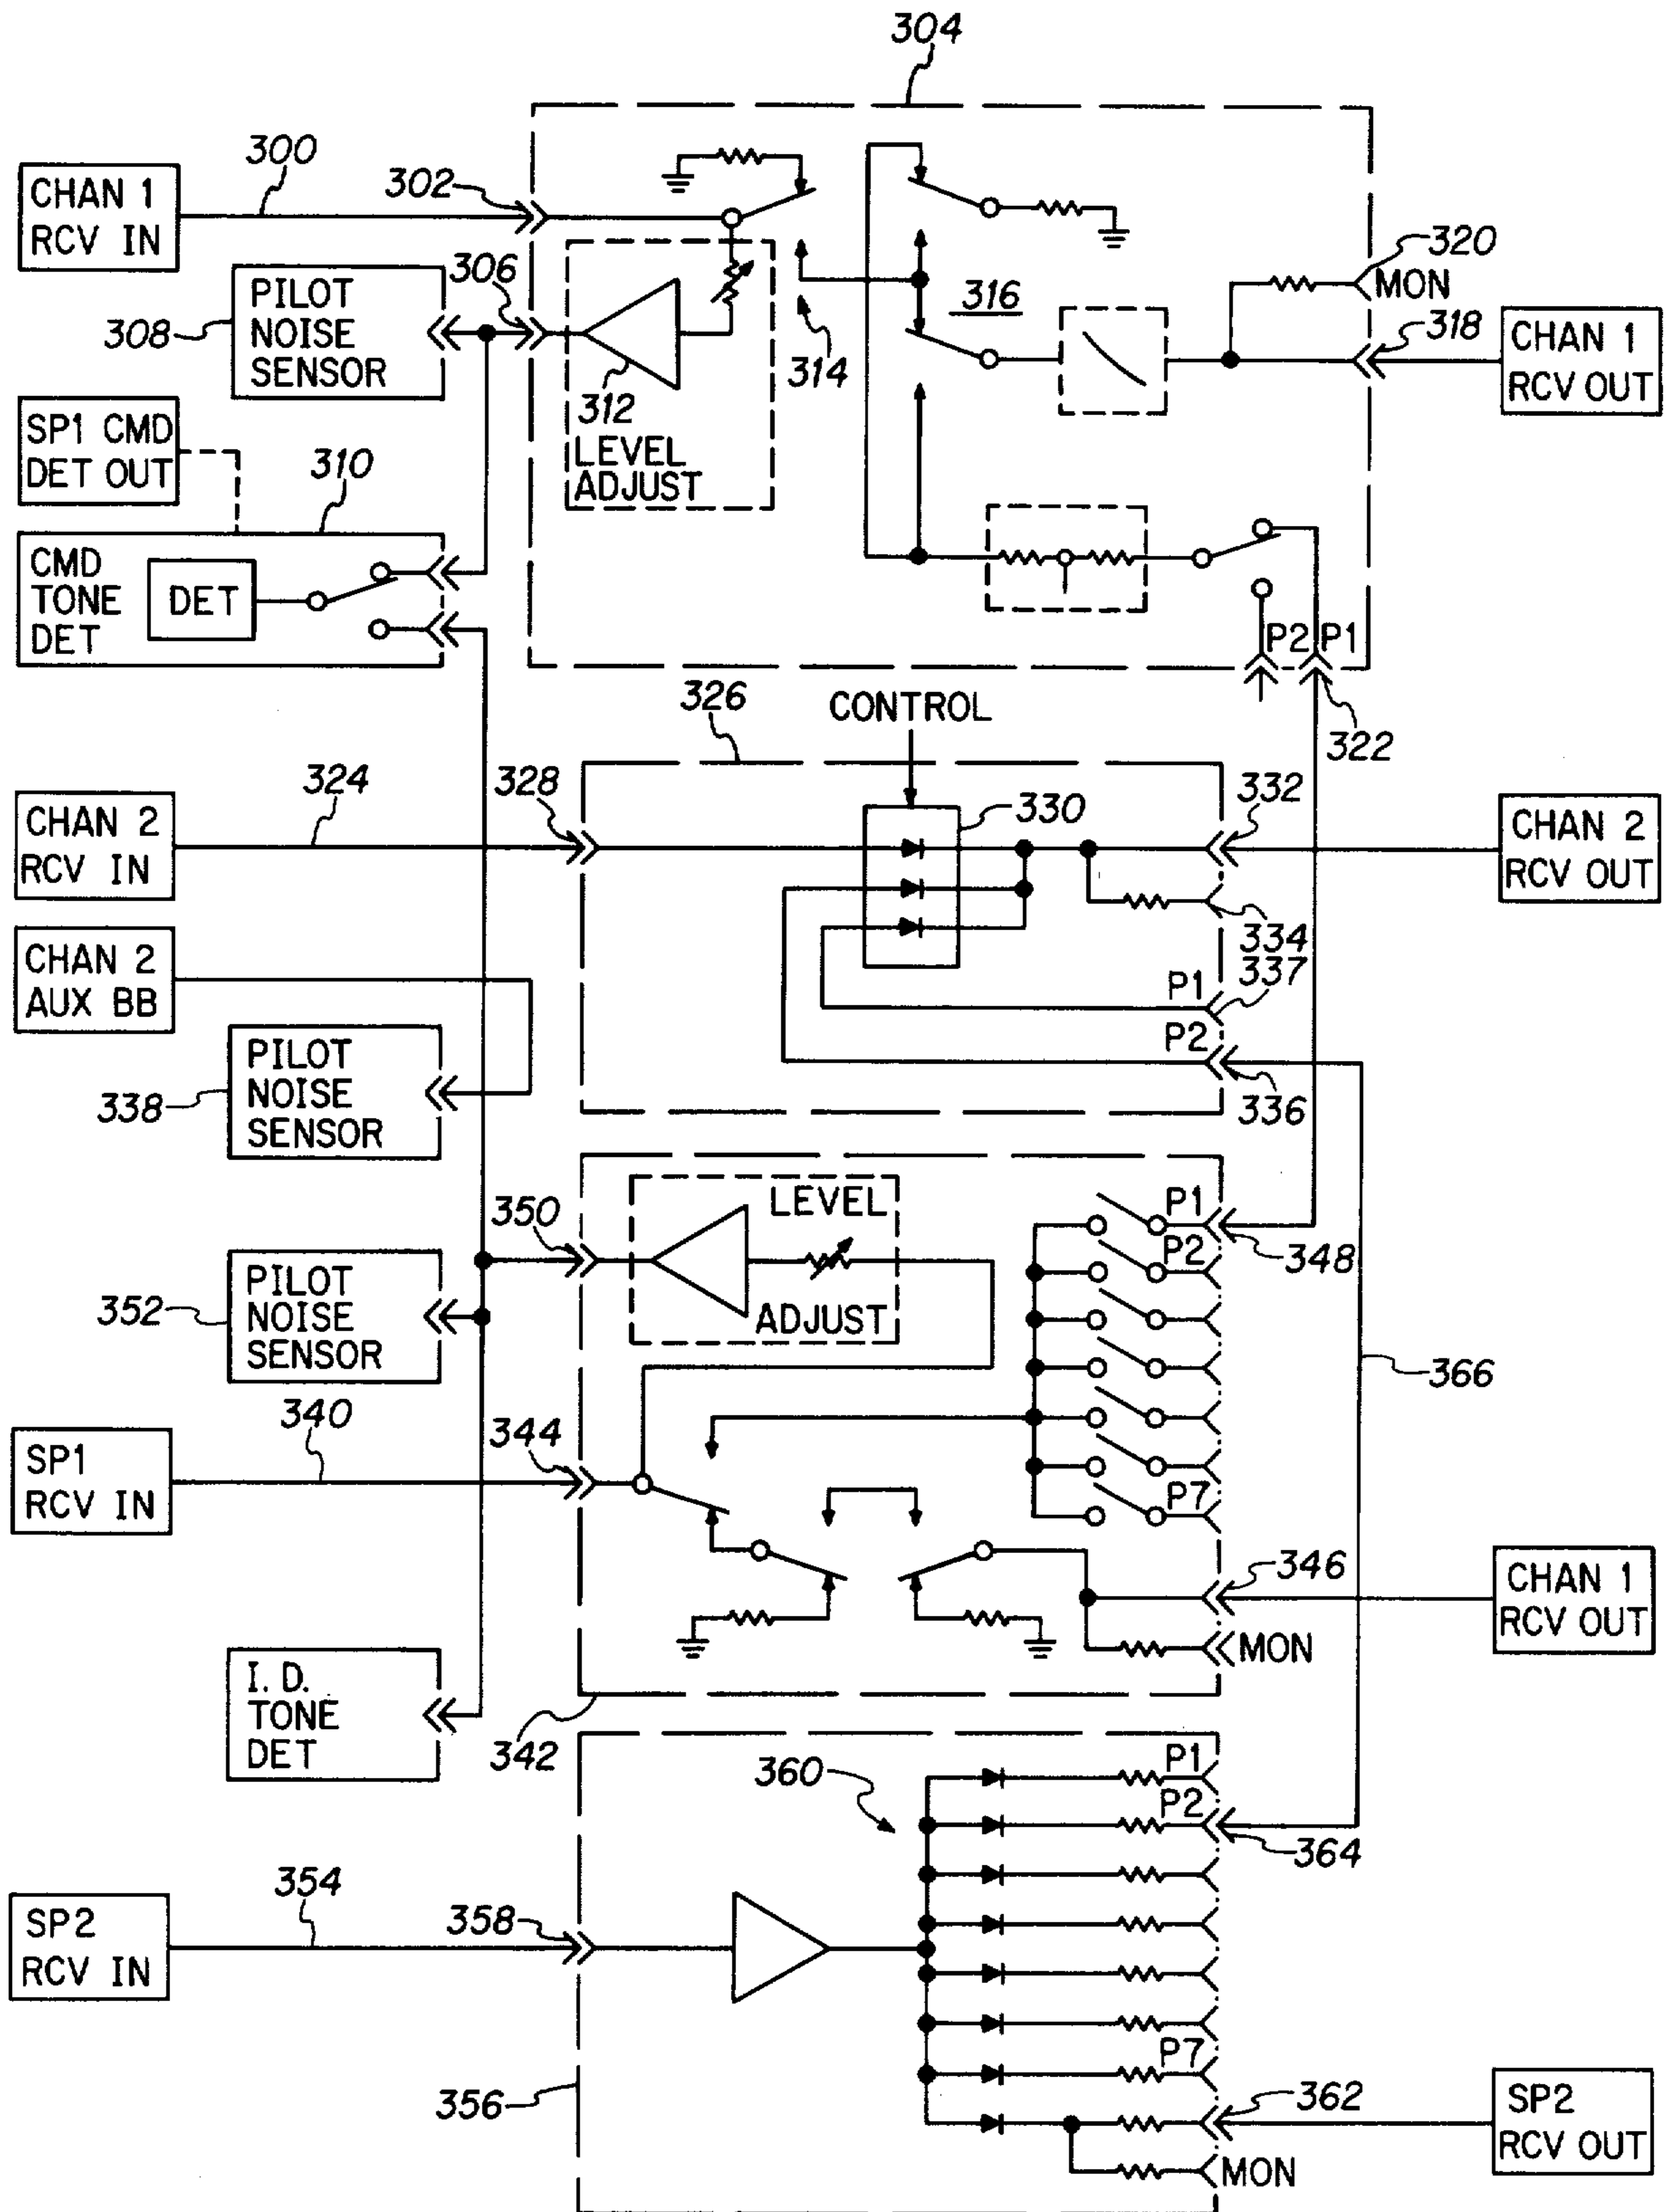 304
300
CHAN 1
RCV IN
302
306
PILOT
NOISE
SENSOR
308
312
LEVEL
ADJUST
314
316
320
MON
318
CHAN 1
RCV OUT
SP1 CMD
DET OUT
310
CMD
TONE
DET
DET
P2
P1
322
326
CONTROL
324
CHAN 2
RCV IN
328
330
332
CHAN 2
RCV OUT
334
337
P1
P2
336
CHAN 2
AUX BB
PILOT
NOISE
SENSOR
338
350
LEVEL
ADJUST
P1
P2
348
P7
PILOT
NOISE
SENSOR
352
366
340
SP1
RCV IN
344
346
MON
CHAN 1
RCV OUT
I. D.
TONE
DET
342
360
P1
P2
364
354
SP2
RCV IN
358
P7
356
362
MON
SP2
RCV OUT